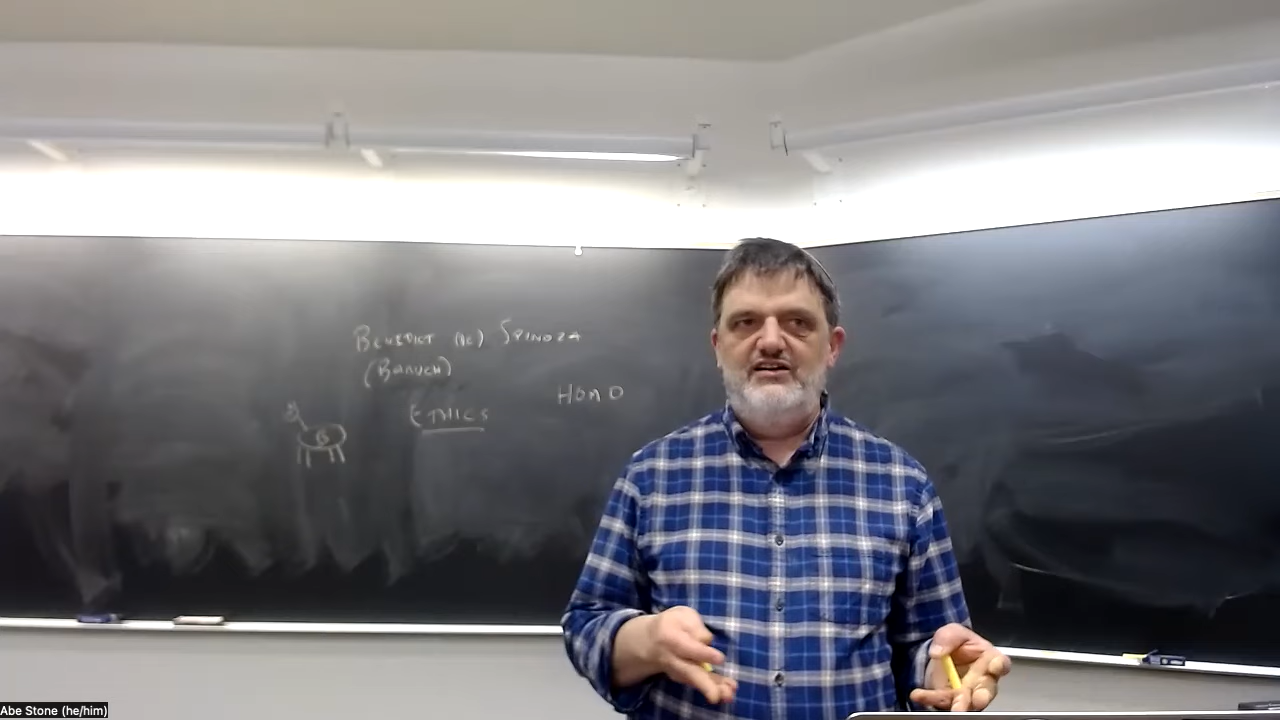 BENEDICT (DE) SPINOZA
(BARUCH)
ETHICS
HOMO
Abe Stone (he/him)